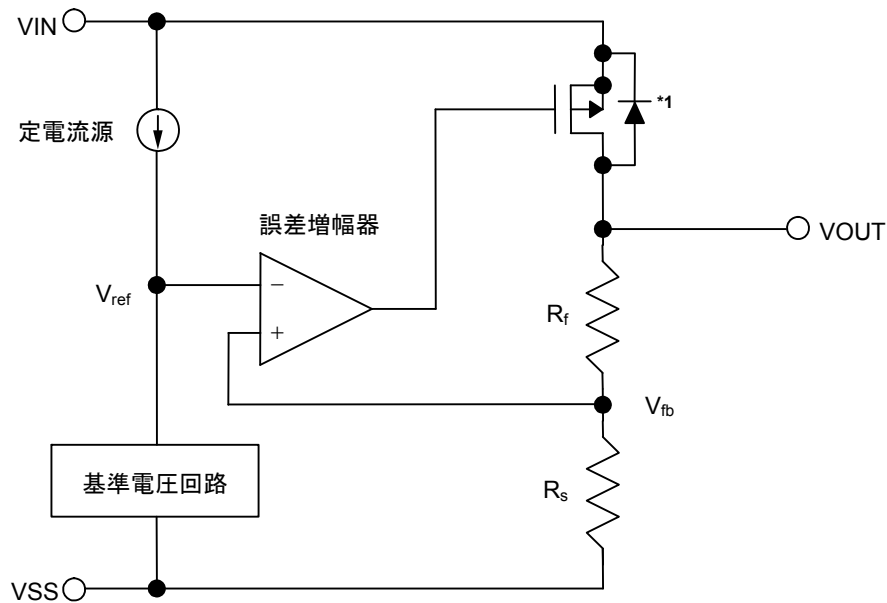 VIN
*1
定電流源
誤差増幅器
VOUT
Vref
−
Rf
+
Vfb
基準電圧回路
Rs
VSS